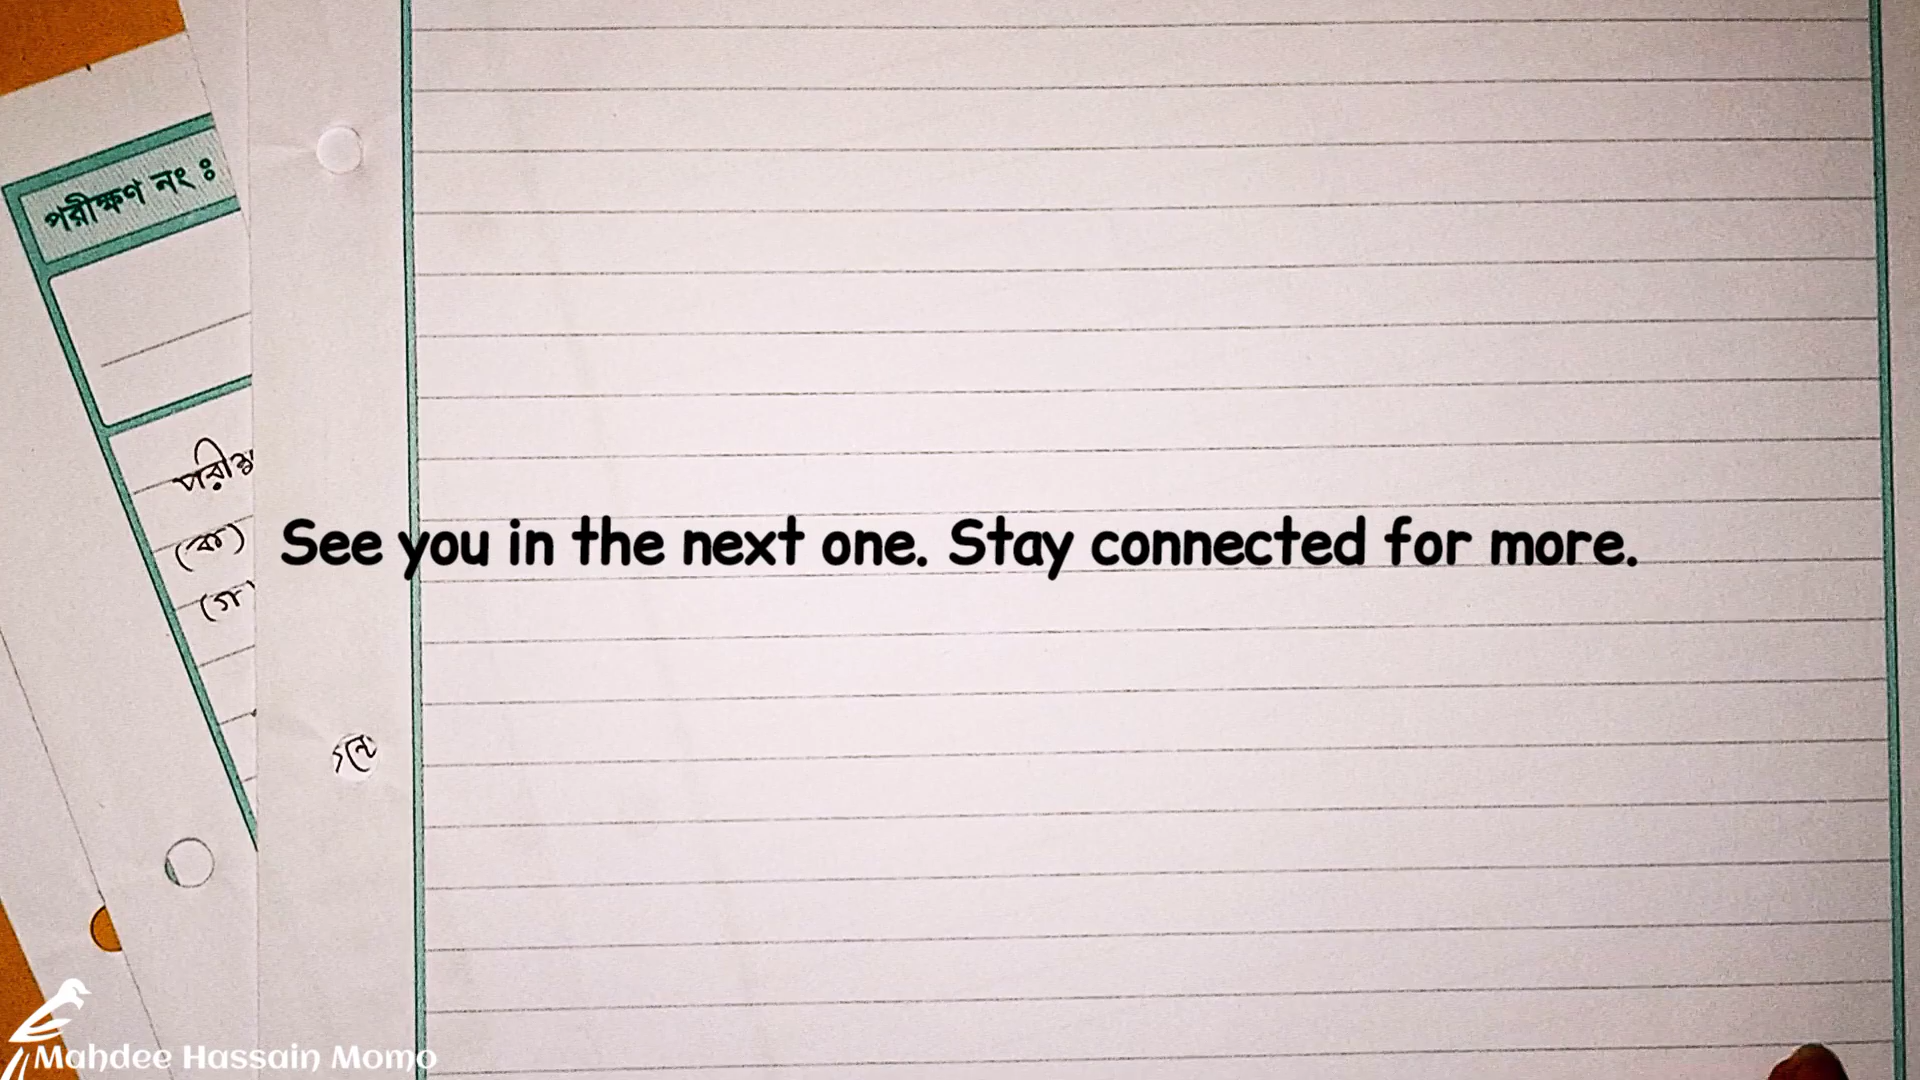 পরীক্ষণ নং ঃ
(ক)
(গ)
See you in the next one. Stay connected for more.
Mahdee Hassain Momo